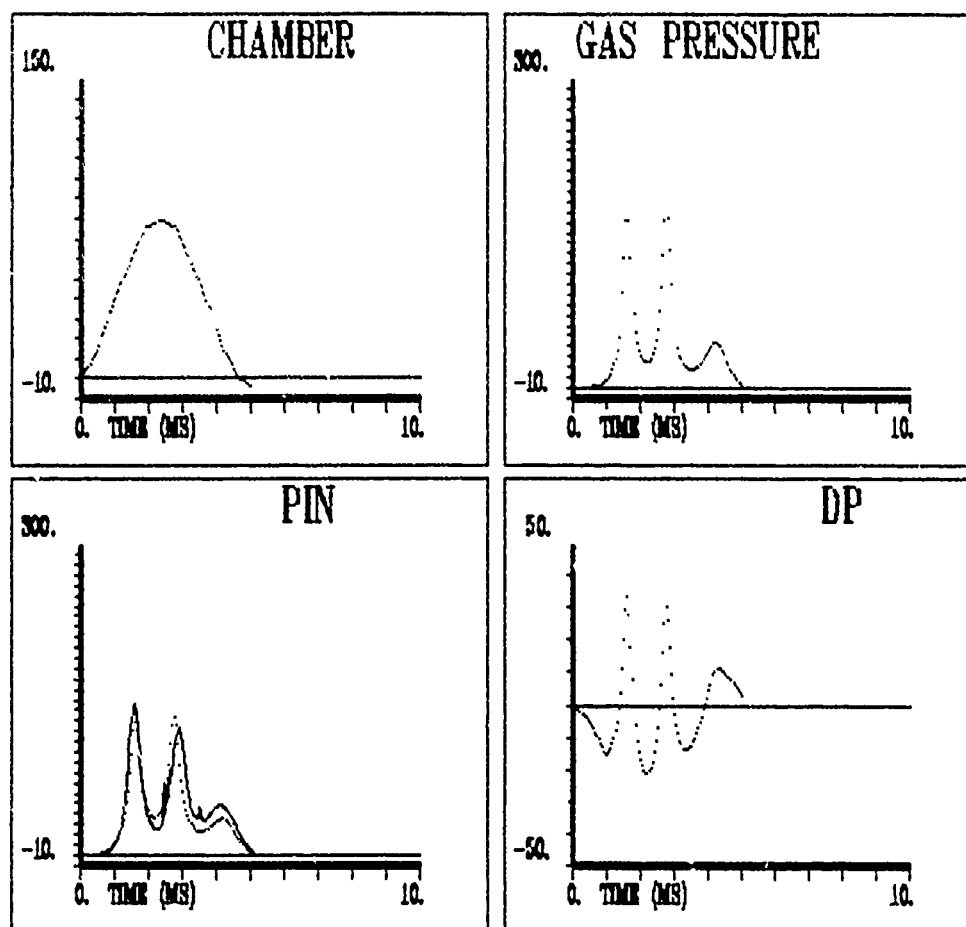 CHAMBER
150.
-10.
0. TIME (MS) 10.
GAS PRESSURE
300.
-10.
0. TIME (MS) 10.
PIN
300.
-10.
0. TIME (MS) 10.
DP
50.
-50.
0. TIME (MS) 10.